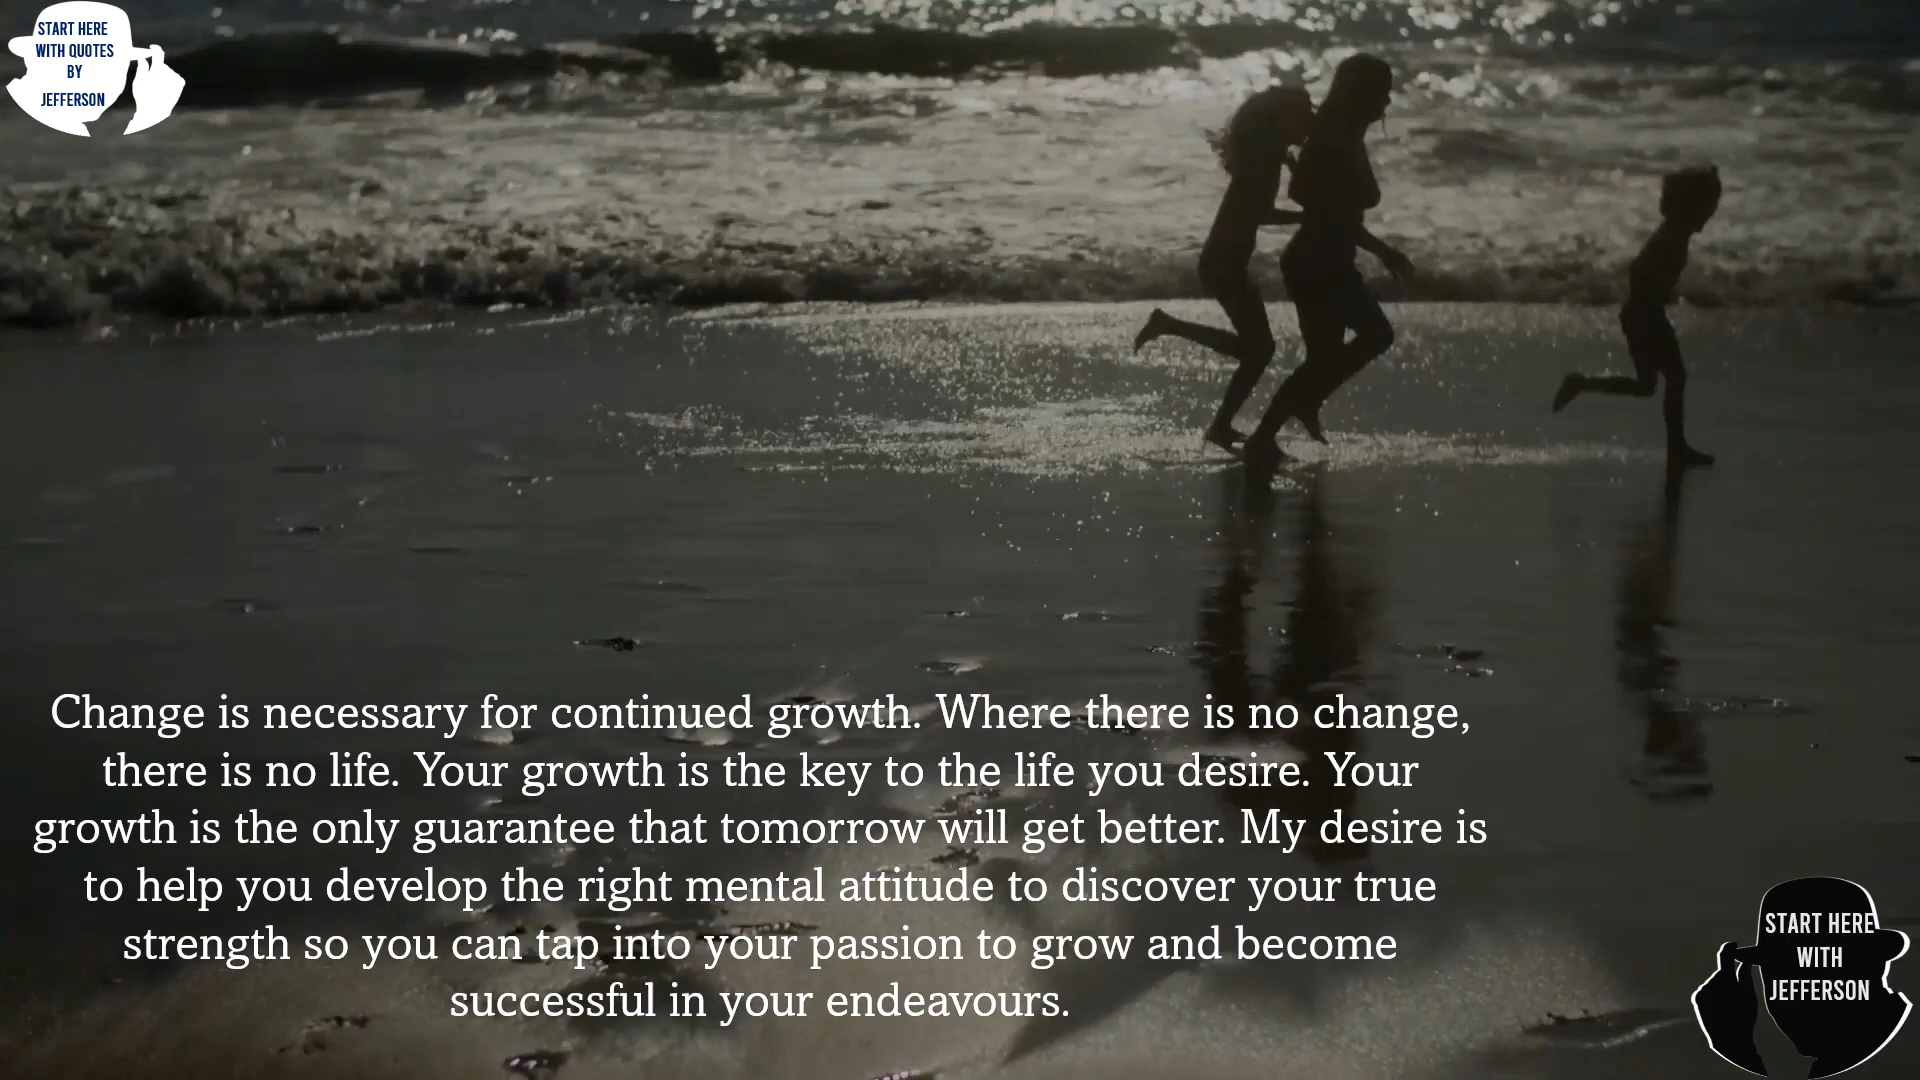 START HERE
WITH QUOTES
BY
JEFFERSON
Change is necessary for continued growth. Where there is no change,
there is no life. Your growth is the key to the life you desire. Your
growth is the only guarantee that tomorrow will get better. My desire is
to help you develop the right mental attitude to discover your true
strength so you can tap into your passion to grow and become
successful in your endeavours.
START HERE
WITH
JEFFERSON